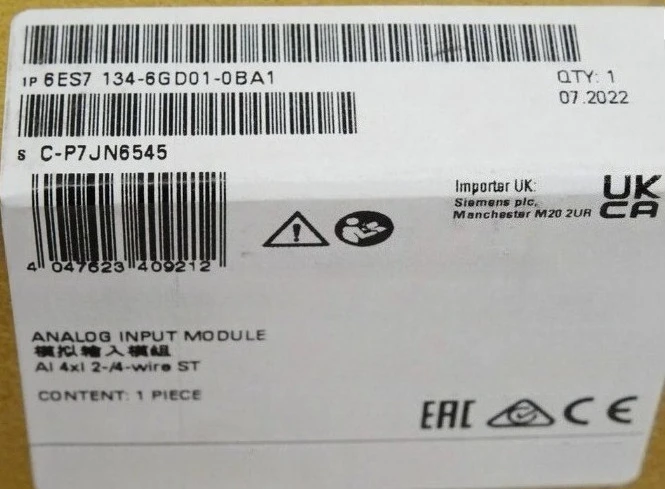 1P 6ES7 134-6GD01-0BA1
QTY: 1
07.2022
S C-P7JN6545
Importer UK:
Siemens plc,
Manchester M20 2UR
UK
CA
4 047623 409212
ANALOG INPUT MODULE
模拟输入模組
AI 4xI 2-/4-wire ST
CONTENT: 1 PIECE
EAC CE